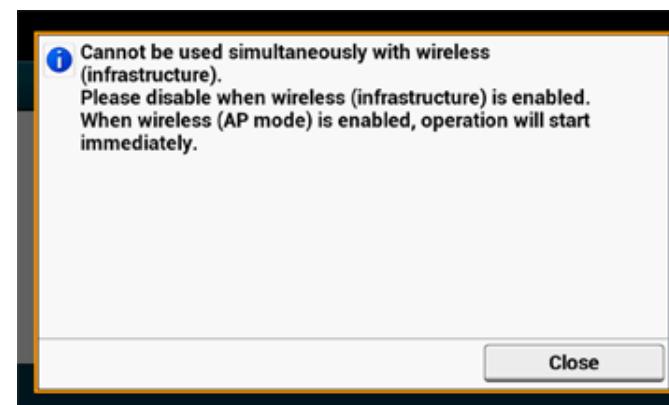 Cannot be used simultaneously with wireless
(infrastructure).
Please disable when wireless (infrastructure) is enabled.
When wireless (AP mode) is enabled, operation will start
immediately.
Close